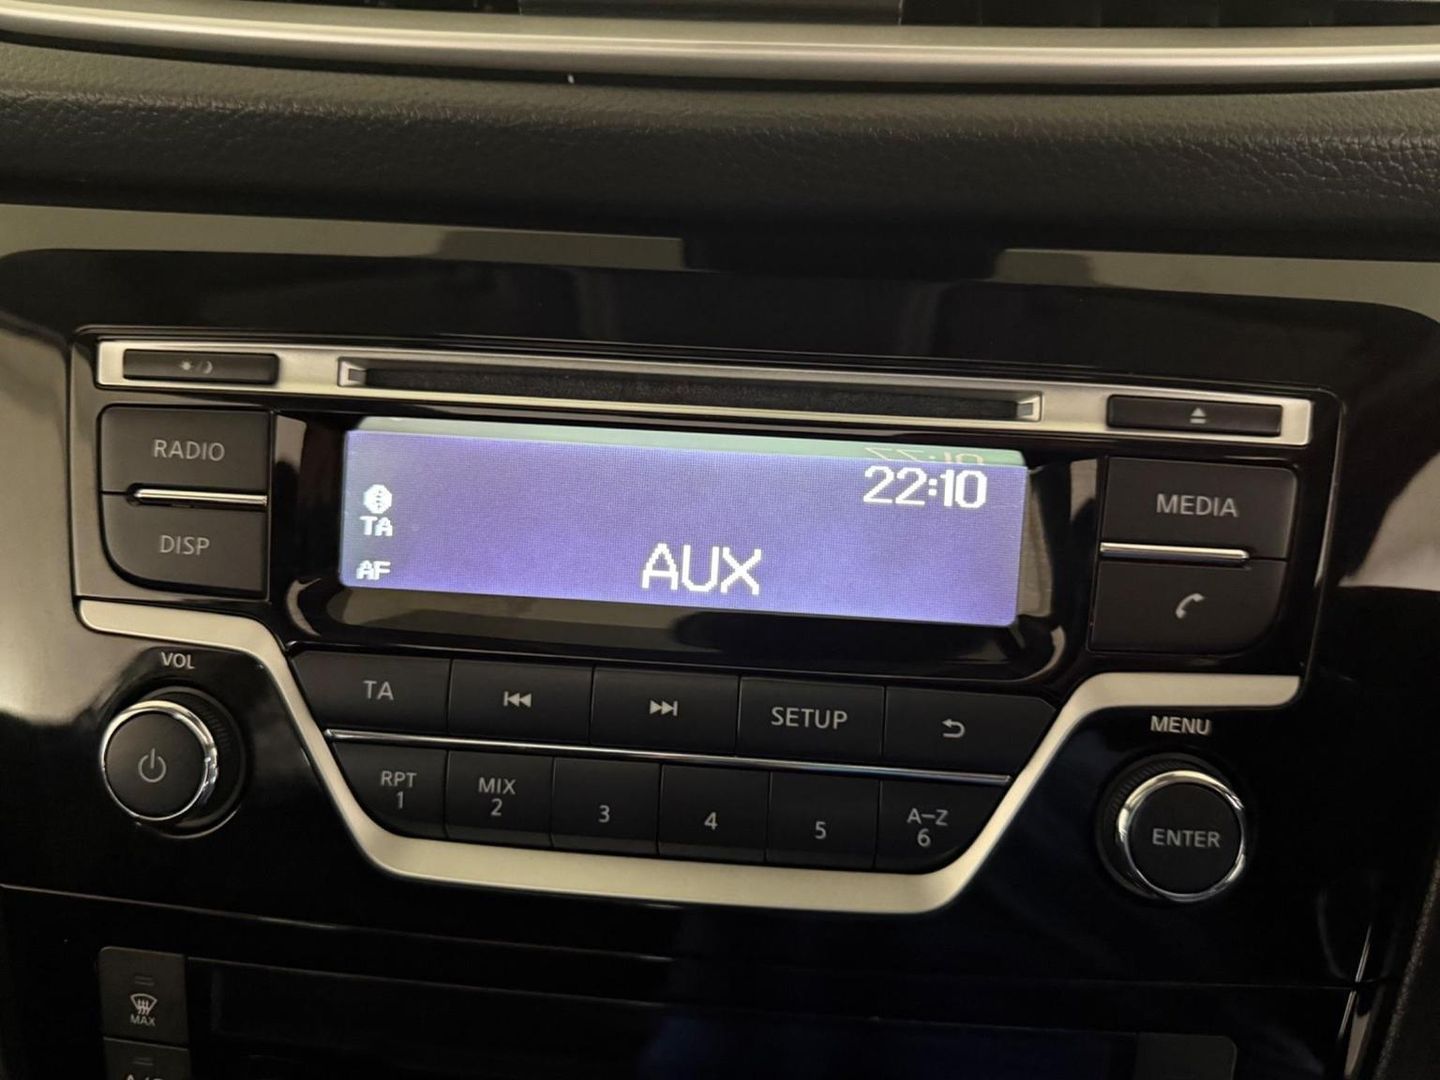 RADIO
DISP
22:10
TA
AF
AUX
MEDIA
VOL
TA
SETUP
MENU
RPT
1
MIX
2
3
4
5
A-Z
6
ENTER
MAX